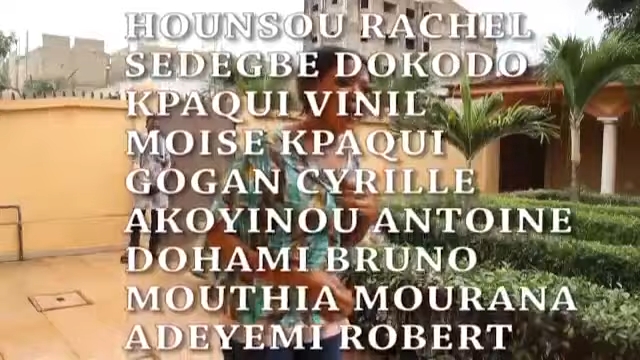 HOUNSOU RACHEL
SEDEGBE DOKODO
KPAQUI VINIL
MOISE KPAQUI
GOGAN CYRILLE
AKOYINOU ANTOINE
DOHAMI BRUNO
MOUTHIA MOURANA
ADEYEMI ROBERT